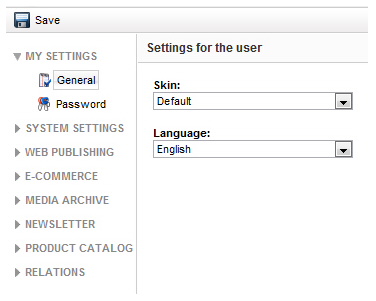 Save
MY SETTINGS
General
Password
SYSTEM SETTINGS
WEB PUBLISHING
E-COMMERCE
MEDIA ARCHIVE
NEWSLETTER
PRODUCT CATALOG
RELATIONS
Settings for the user
Skin:
Default
Language:
English